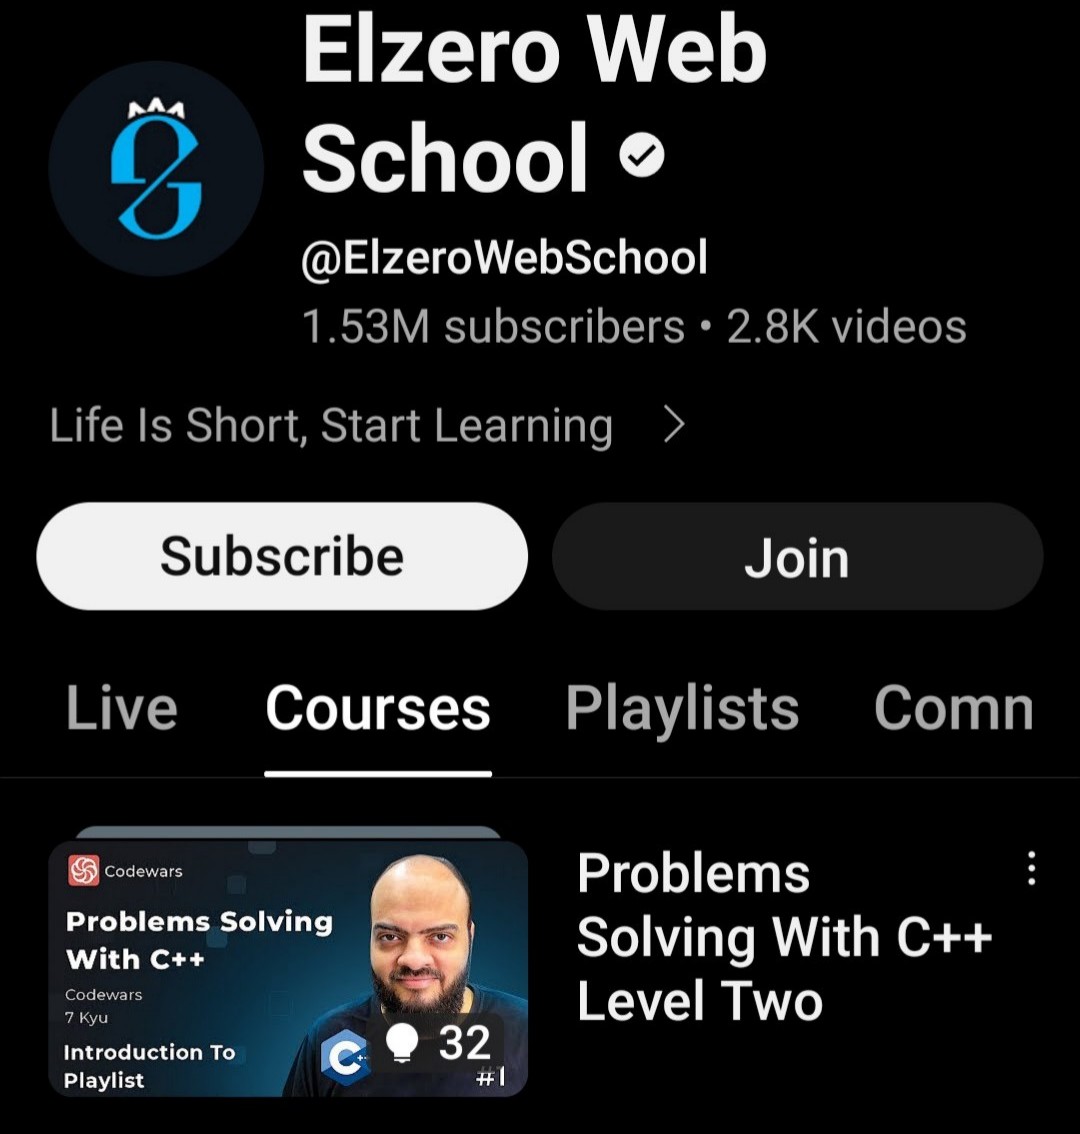 Elzero Web
School
@ElzeroWebSchool
1.53M subscribers • 2.8K videos
Life Is Short, Start Learning
Subscribe
Join
Live
Courses
Playlists
Comn
Codewars
Problems Solving
With C++
Codewars
7 Kyu
Introduction To
Playlist
C++
32
#1
Problems
Solving With C++
Level Two